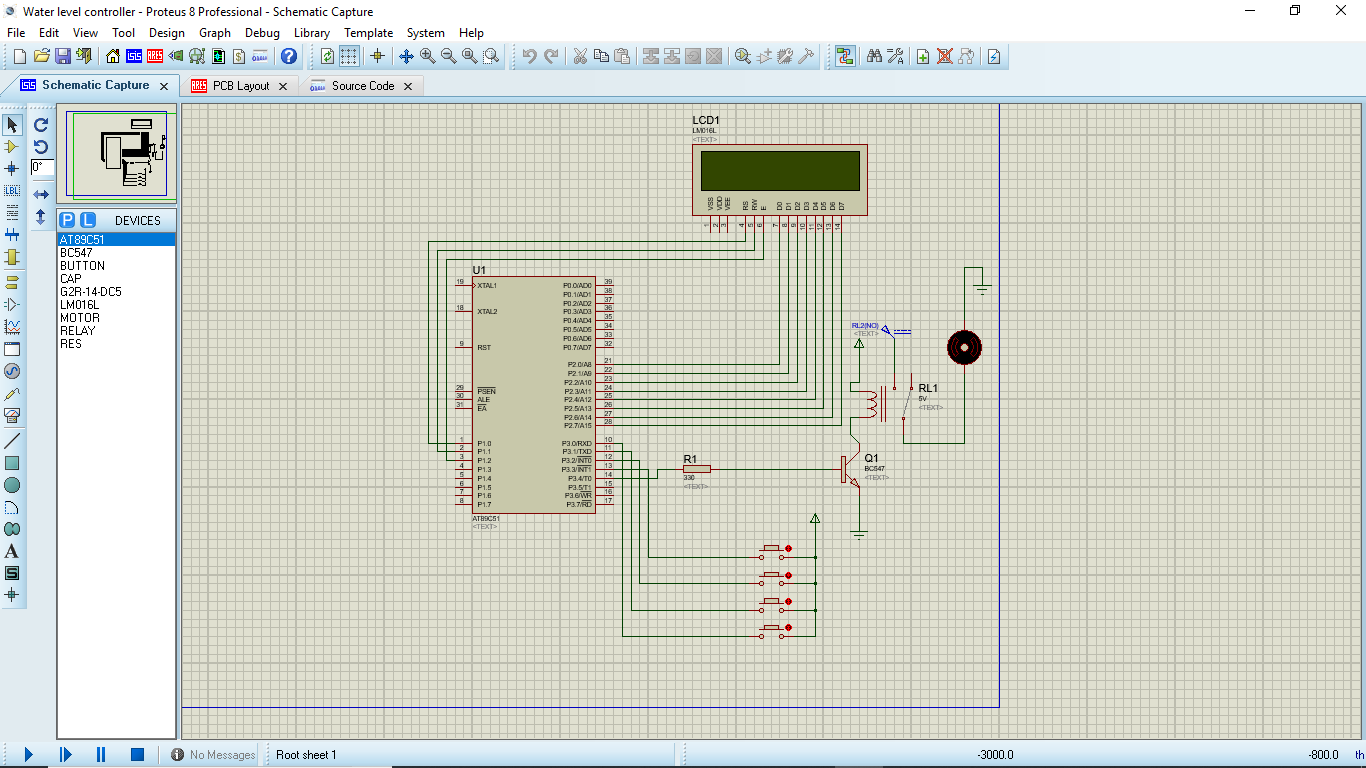 Water level controller - Proteus 8 Professional - Schematic Capture
File Edit View Tool Design Graph Debug Library Template System Help
Schematic Capture PCB Layout Source Code
0°
LBL
P L DEVICES
AT89C51
BC547
BUTTON
CAP
G2R-14-DC5
LM016L
MOTOR
RELAY
RES
LCD1
LM016L
<TEXT>
VSS VDD VEE RS RW E D0 D1 D2 D3 D4 D5 D6 D7
1 2 3 4 5 6 7 8 9 10 11 12 13 14
U1
19 XTAL1 P0.0/AD0 39
P0.1/AD1 38
P0.2/AD2 37
18 XTAL2 P0.3/AD3 36
P0.4/AD4 35
P0.5/AD5 34
P0.6/AD6 33
9 RST P0.7/AD7 32
P2.0/A8 21
P2.1/A9 22
P2.2/A10 23
29 PSEN P2.3/A11 24
30 ALE P2.4/A12 25
31 EA P2.5/A13 26
P2.6/A14 27
P2.7/A15 28
1 P1.0 P3.0/RXD 10
2 P1.1 P3.1/TXD 11
3 P1.2 P3.2/INT0 12
4 P1.3 P3.3/INT1 13
5 P1.4 P3.4/T0 14
6 P1.5 P3.5/T1 15
7 P1.6 P3.6/WR 16
8 P1.7 P3.7/RD 17
AT89C51
<TEXT>
RL2(NO)
<TEXT>
RL1
5V
<TEXT>
R1
330
<TEXT>
Q1
BC547
<TEXT>
A
S
No Messages Root sheet 1 -3000.0 -800.0 th